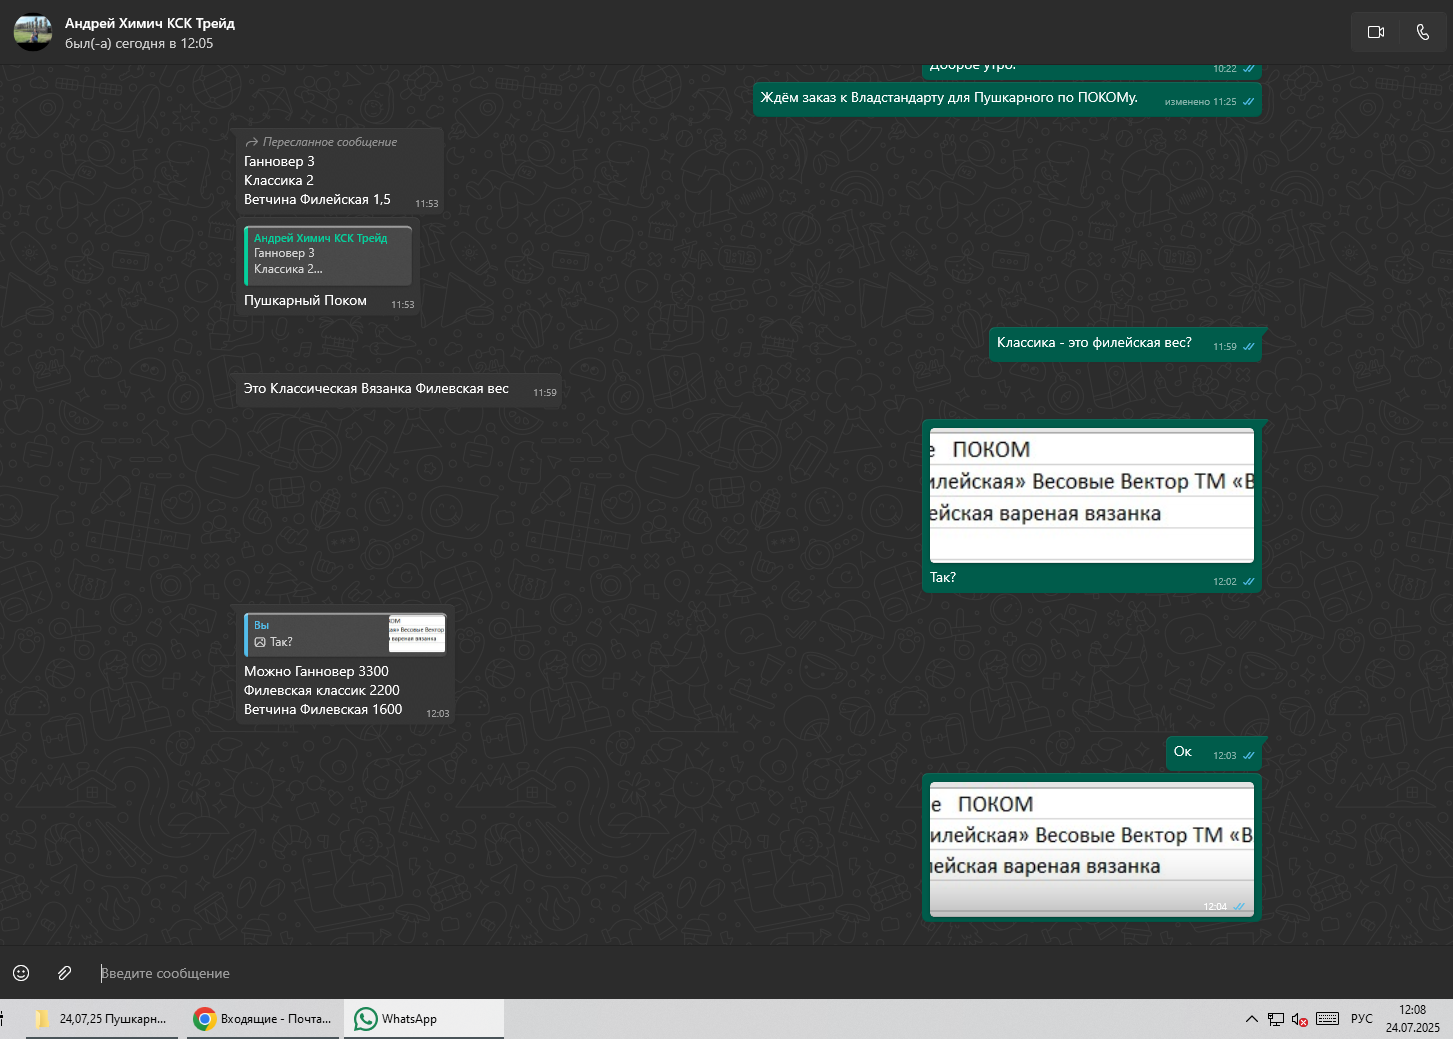 Андрей Химич КСК Трейд
был(-а) сегодня в 12:05
Доброе утро.
10:22
Ждём заказ к Владстандарту для Пушкарного по ПОКОМу.
изменено 11:25
Пересланное сообщение
Ганновер 3
Классика 2
Ветчина Филейская 1,5
11:53
Андрей Химич КСК Трейд
Ганновер 3
Классика 2...
Пушкарный Поком
11:53
Классика - это филейская вес?
11:59
Это Классическая Вязанка Филевская вес
11:59
е ПОКОМ
илейская» Весовые Вектор ТМ «В
ейская вареная вязанка
Так?
12:02
Вы
Так?
Можно Ганновер 3300
Филевская классик 2200
Ветчина Филевская 1600
12:03
Ок
12:03
е ПОКОМ
илейская» Весовые Вектор ТМ «В
ейская вареная вязанка
12:04
Введите сообщение
24,07,25 Пушкарн...
Входящие - Почта...
WhatsApp
РУС
12:08
24.07.2025